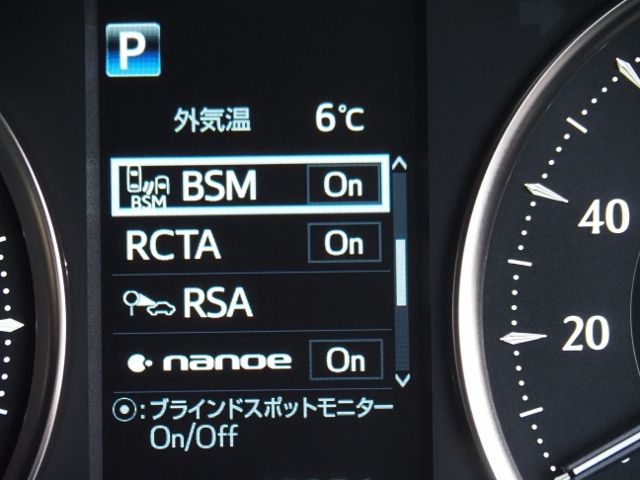 P
外気温 6℃
BSM BSM On
RCTA On
RSA
nanoe On
⦿:ブラインドスポットモニター
On/Off
40
20